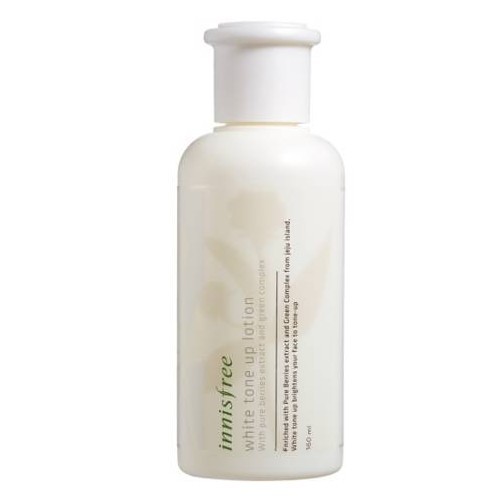 innisfree
white tone up lotion
With pure berries extract and green complex
Enriched with Pure Berries extract and Green Complex from jeju island.
White tone up brightens your face to tone-up
160 ml